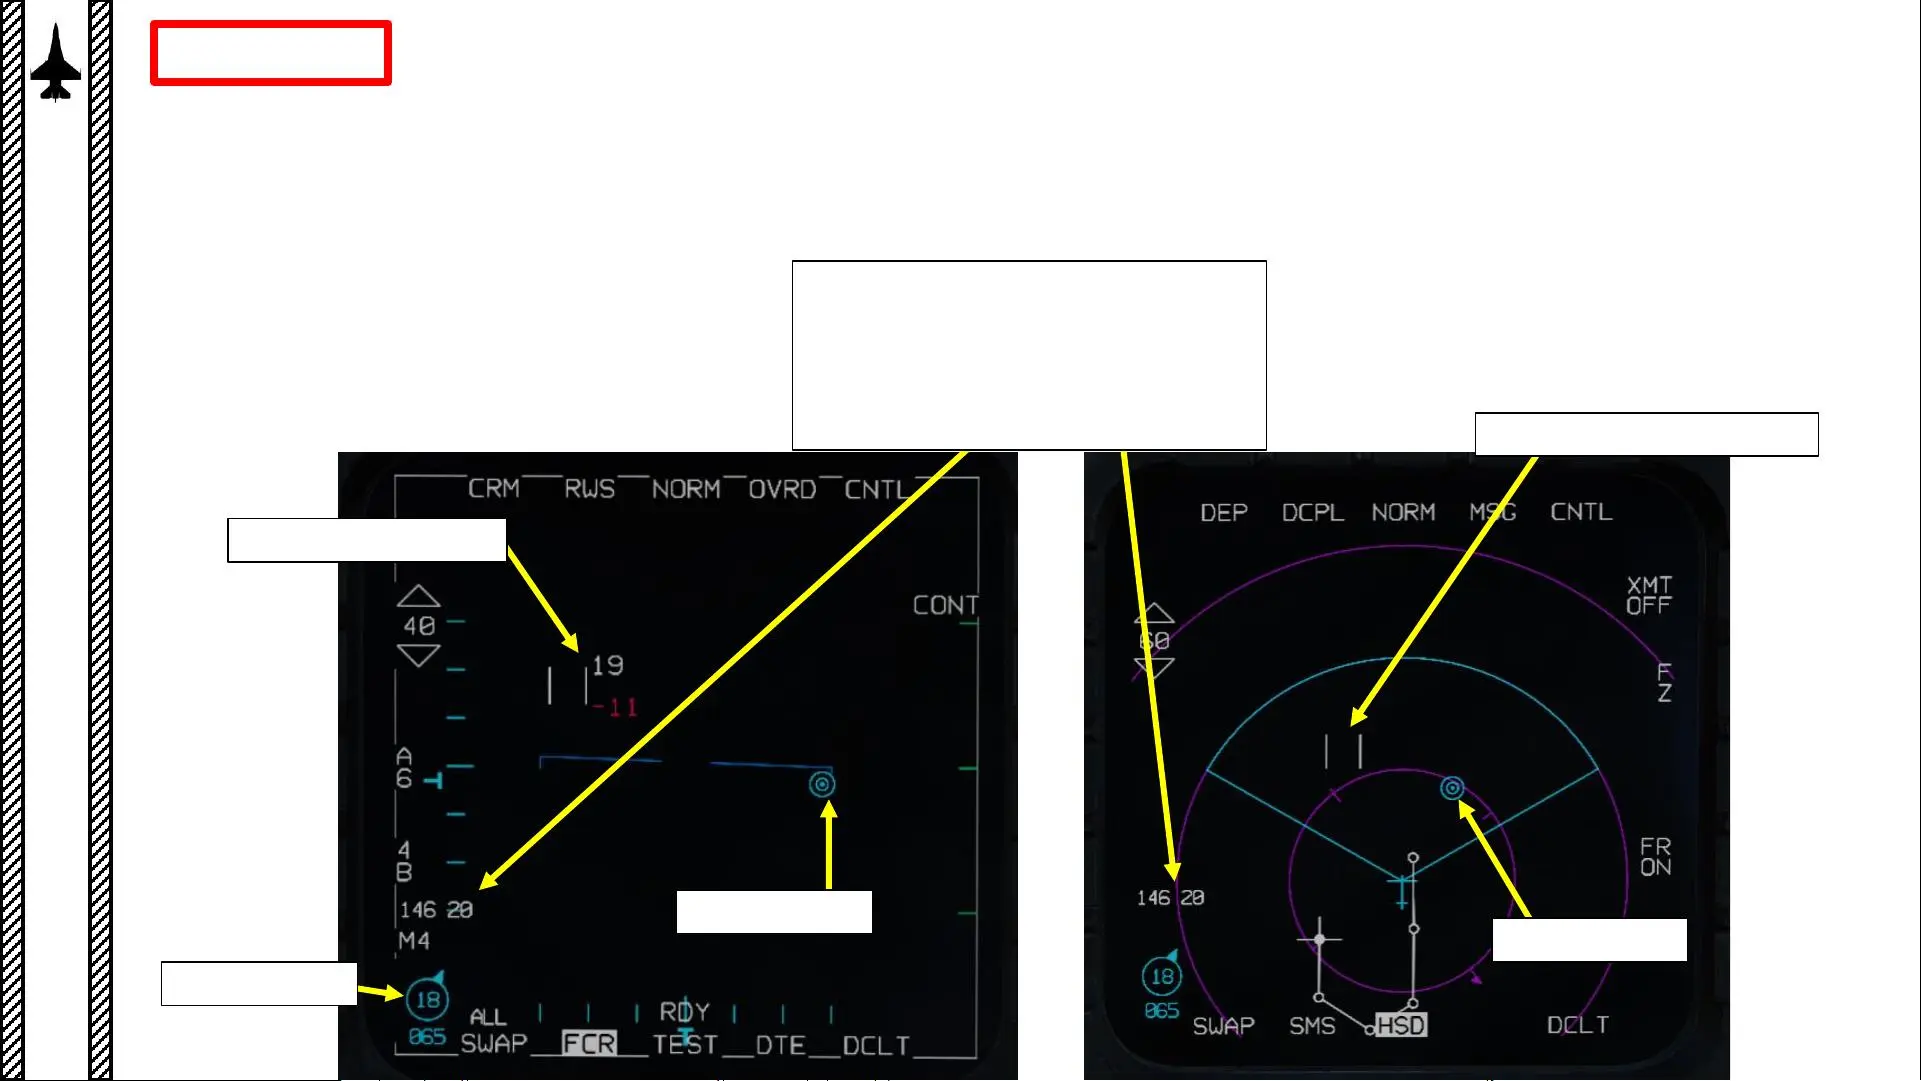 CRM RWS NORM OVRD CNTL
CONT
40
19
-11
A
6
4
B
146 20
M4
18
065
ALL
RDY
SWAP FCR TEST DTE DCLT
DEP DCPL NORM MSG CNTL
XMT
OFF
60
F
Z
FR
ON
146 20
18
065
SWAP SMS HSD DCLT